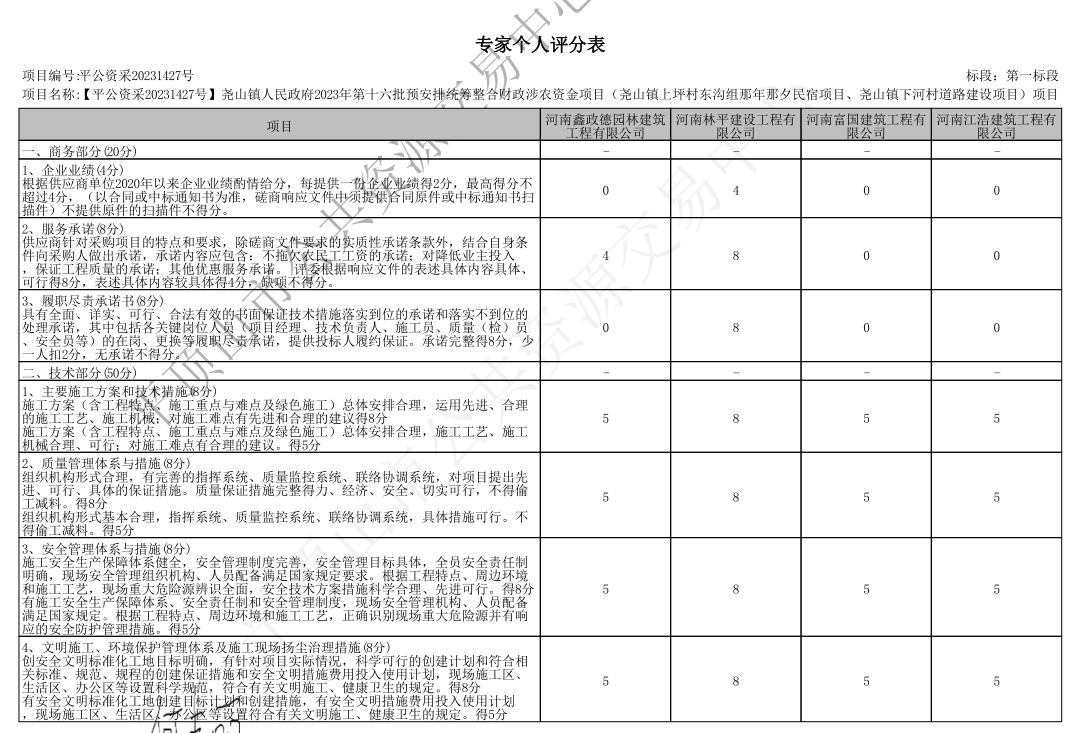 专家个人评分表
项目编号:平公资采20231427号
标段: 第一标段
项目名称:【平公资采20231427号】尧山镇人民政府2023年第十六批预安排统筹整合财政涉农资金项目（尧山镇上坪村东沟组那年那夕民宿项目、尧山镇下河村道路建设项目）项目
项目 河南鑫政德园林建筑工程有限公司 河南林平建设工程有限公司 河南富国建筑工程有限公司 河南江浩建筑工程有限公司
一、商务部分(20分) – – – –
1、企业业绩(4分)
根据供应商单位2020年以来企业业绩酌情给分，每提供一份企业业绩得2分，最高得分不
超过4分，（以合同或中标通知书为准，磋商响应文件中须提供合同原件或中标通知书扫
描件）不提供原件的扫描件不得分。
0 4 0 0
2、服务承诺(8分)
供应商针对采购项目的特点和要求，除磋商文件要求的实质性承诺条款外，结合自身条
件向采购人做出承诺，承诺内容应包含：不拖欠农民工工资的承诺；对降低业主投入
，保证工程质量的承诺；其他优惠服务承诺。 评委根据响应文件的表述具体内容具体、
可行得8分，表述具体内容较具体得4分，缺项不得分。
4 8 0 0
3、履职尽责承诺书(8分)
具有全面、详实、可行、合法有效的书面保证技术措施落实到位的承诺和落实不到位的
处理承诺，其中包括各关键岗位人员（项目经理、技术负责人、施工员、质量（检）员
、安全员等）的在岗、更换等履职尽责承诺，提供投标人履约保证。承诺完整得8分，少
一人扣2分，无承诺不得分。
0 8 0 0
二、技术部分(50分) – – – –
1、主要施工方案和技术措施(8分)
施工方案（含工程特点、施工重点与难点及绿色施工）总体安排合理，运用先进、合理
的施工工艺、施工机械；对施工难点有先进和合理的建议得8分
施工方案（含工程特点、施工重点与难点及绿色施工）总体安排合理，施工工艺、施工
机械合理、可行；对施工难点有合理的建议。得5分
5 8 5 5
2、质量管理体系与措施(8分)
组织机构形式合理，有完善的指挥系统、质量监控系统、联络协调系统，对项目提出先
进、可行、具体的保证措施。质量保证措施完整得力、经济、安全、切实可行，不得偷
工减料。得8分
组织机构形式基本合理，指挥系统、质量监控系统、联络协调系统，具体措施可行。不
得偷工减料。得5分
5 8 5 5
3、安全管理体系与措施(8分)
施工安全生产保障体系健全，安全管理制度完善，安全管理目标具体，全员安全责任制
明确，现场安全管理组织机构、人员配备满足国家规定要求。根据工程特点、周边环境
和施工工艺，现场重大危险源辨识全面，安全技术方案措施科学合理、先进可行。得8分
有施工安全生产保障体系、安全责任制和安全管理制度，现场安全管理机构、人员配备
满足国家规定。根据工程特点、周边环境和施工工艺，正确识别现场重大危险源并有响
应的安全防护管理措施。得5分
5 8 5 5
4、文明施工、环境保护管理体系及施工现场扬尘治理措施(8分)
创安全文明标准化工地目标明确，有针对项目实际情况，科学可行的创建计划和符合相
关标准、规范、规程的创建保证措施和安全文明措施费用投入使用计划，现场施工区、
生活区、办公区等设置科学规范，符合有关文明施工、健康卫生的规定。得8分
有安全文明标准化工地创建目标计划和创建措施，有安全文明措施费用投入使用计划
，现场施工区、生活区、办公区等设置符合有关文明施工、健康卫生的规定。得5分
5 8 5 5
平顶山市公共资源交易中心
平顶山市公共资源交易中